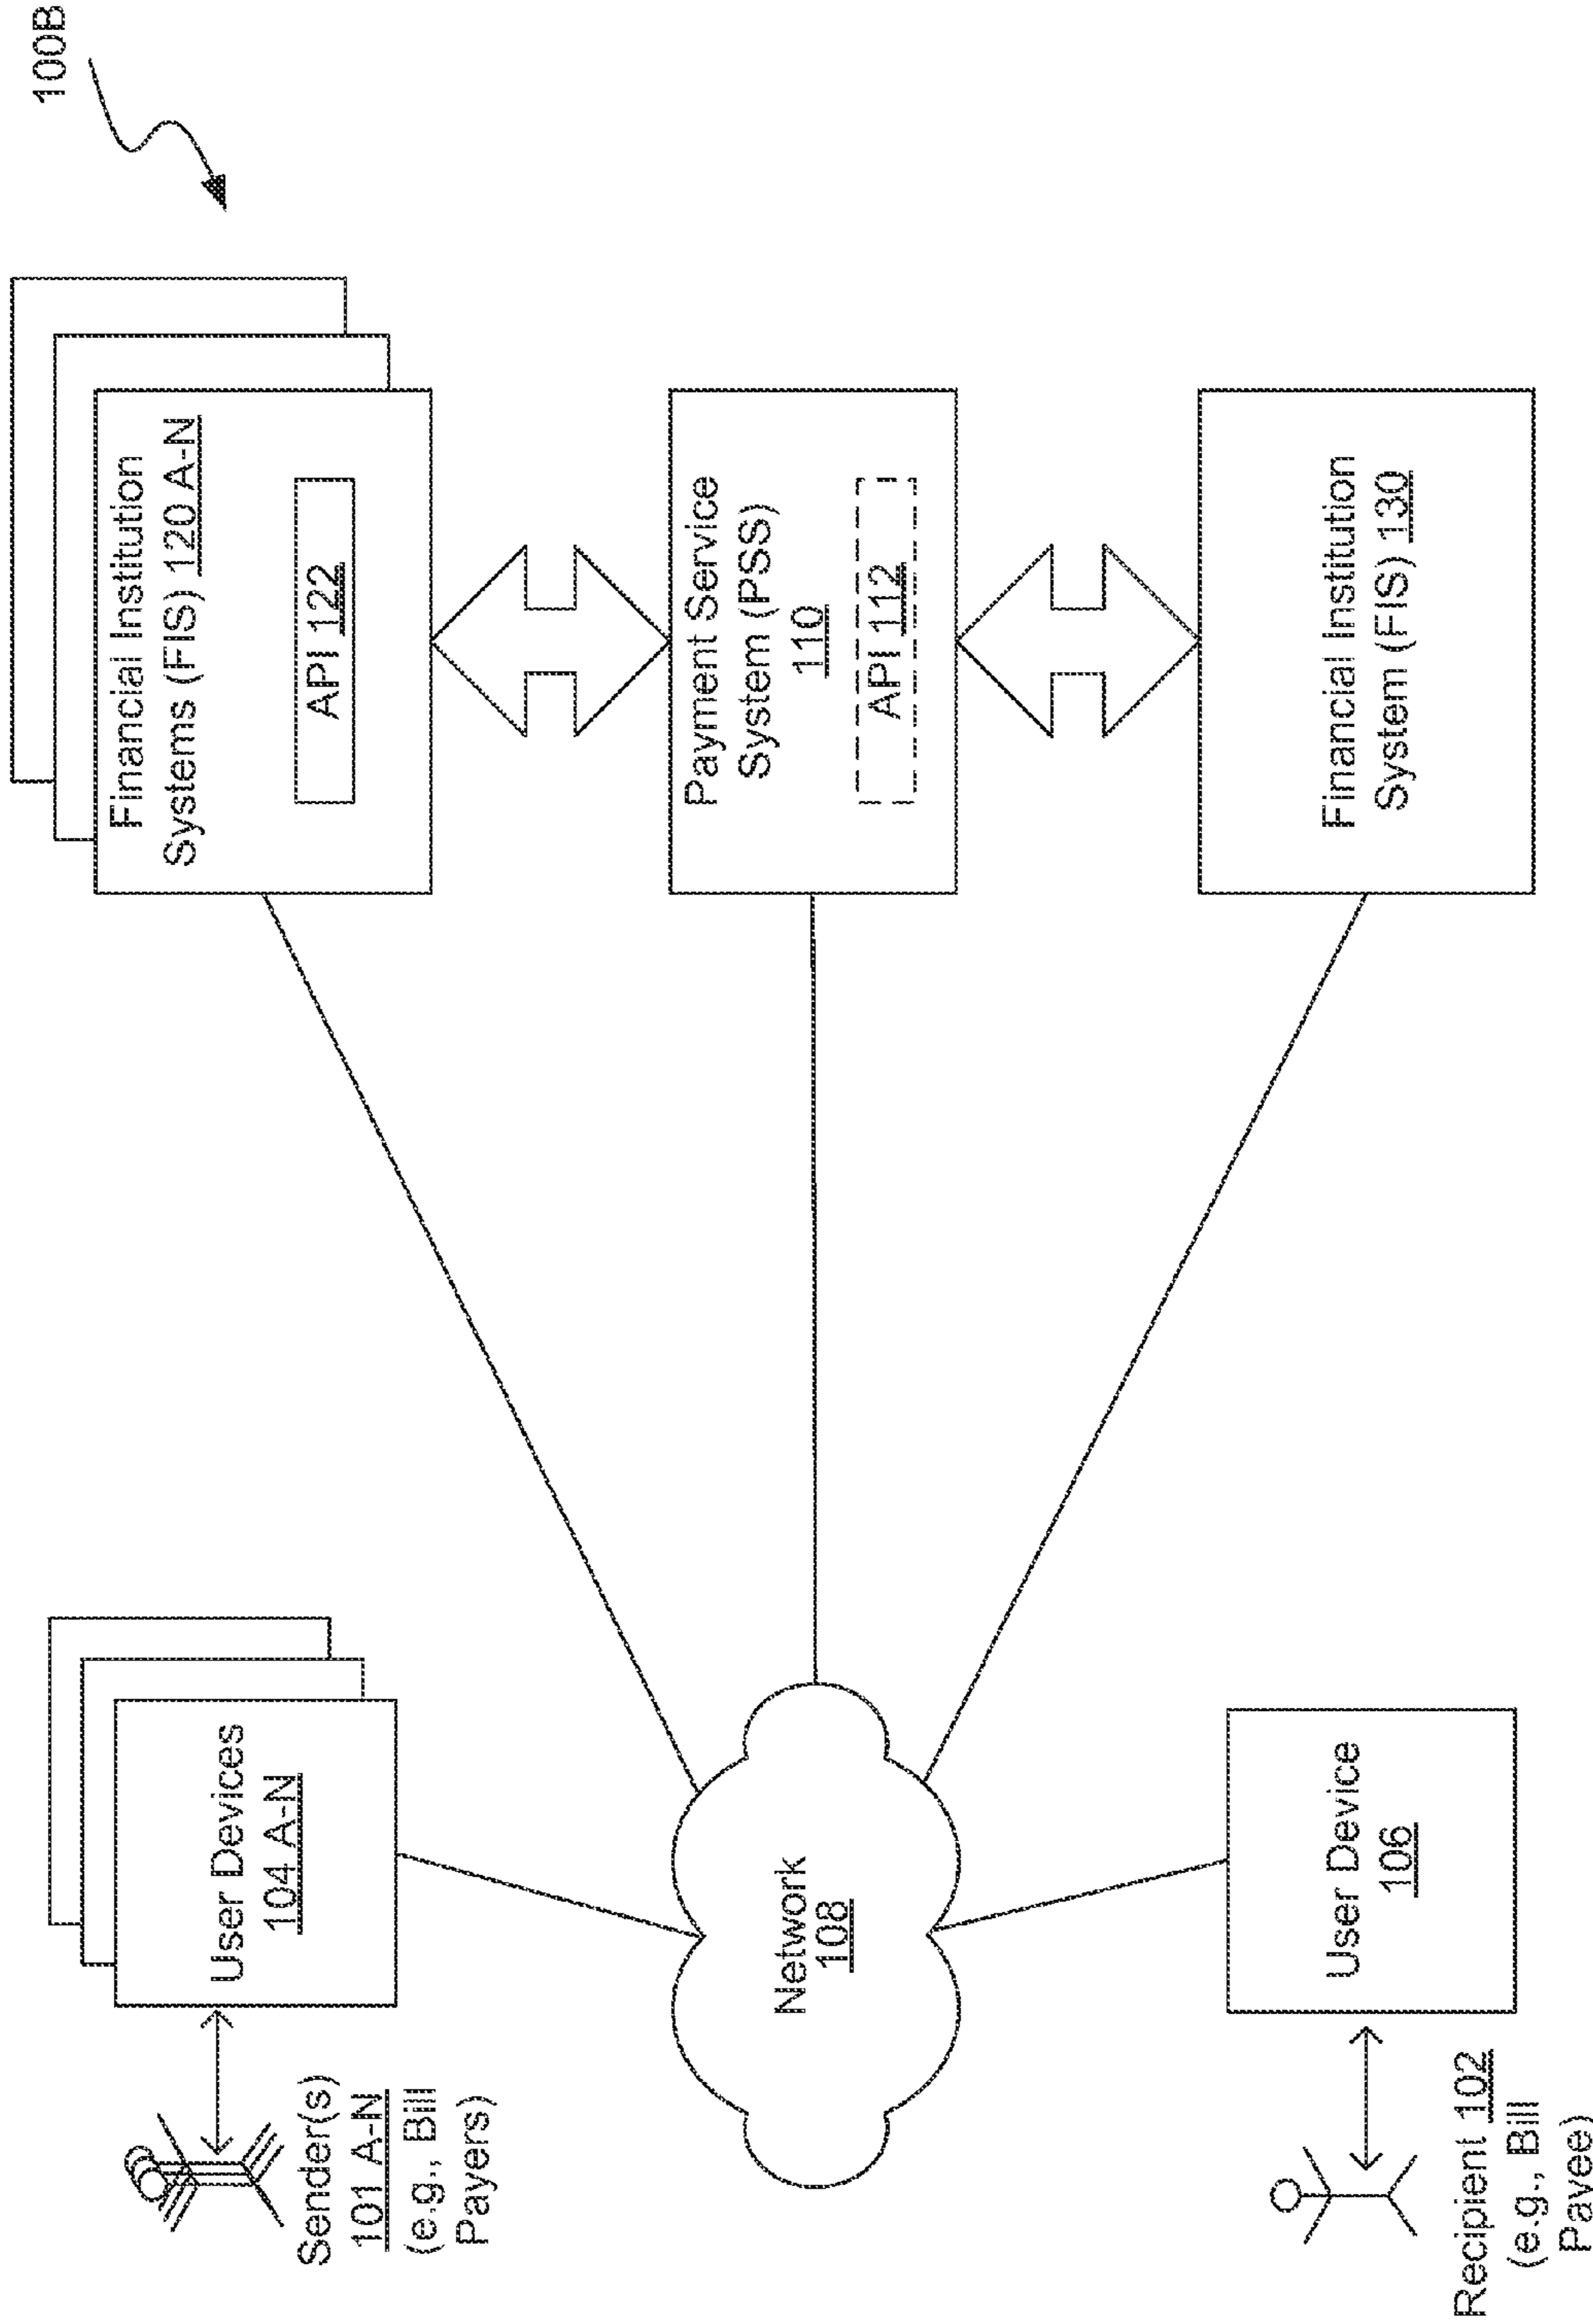 100B
Sender(s)
101 A-N
(e.g., Bill
Payers)
User Devices
104 A-N
Financial Institution
Systems (FIS) 120 A-N
API 122
Network
108
Payment Service
System (PSS)
110
API 112
Recipient 102
(e.g., Bill
Payee)
User Device
106
Financial Institution
System (FIS) 130